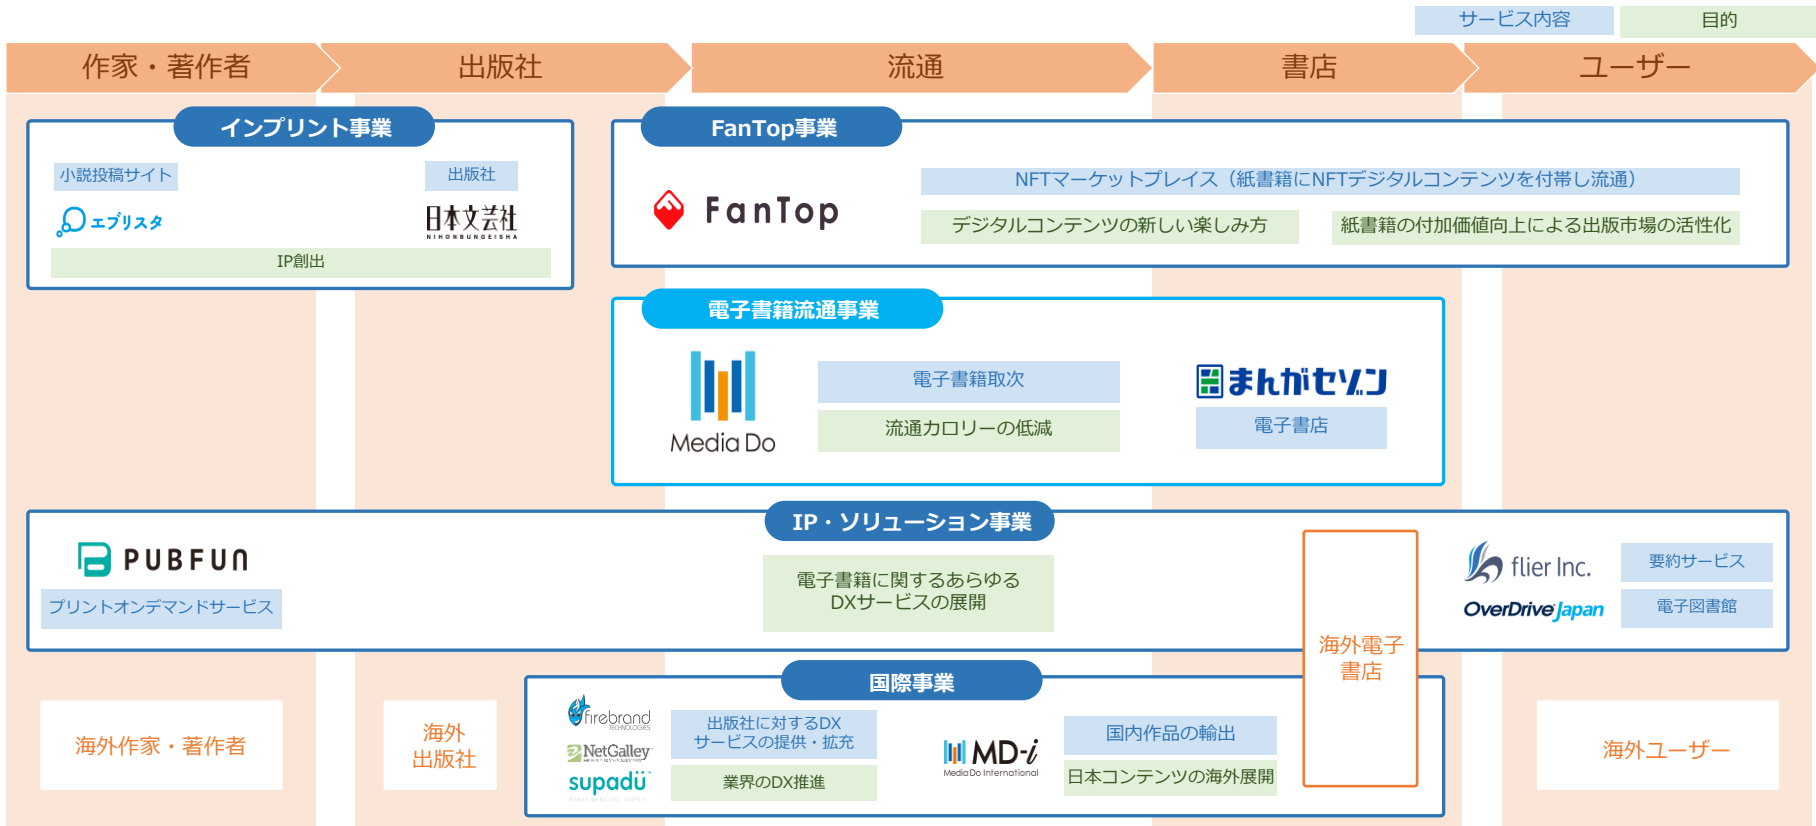 サービス内容
目的
作家・著作者
出版社
流通
書店
ユーザー
インプリント事業
小説投稿サイト
出版社
エブリスタ
日本文芸社
NIHONBUNGEISHA
IP創出
FanTop事業
FanTop
NFTマーケットプレイス（紙書籍にNFTデジタルコンテンツを付帯し流通）
デジタルコンテンツの新しい楽しみ方
紙書籍の付加価値向上による出版市場の活性化
電子書籍流通事業
Media Do
電子書籍取次
流通カロリーの低減
まんがセゾン
電子書店
IP・ソリューション事業
PUBFUN
プリントオンデマンドサービス
電子書籍に関するあらゆる
DXサービスの展開
flier Inc.
要約サービス
OverDrive Japan
電子図書館
海外電子
書店
国際事業
firebrand
TECHNOLOGIES
NetGalley
supadü
出版社に対するDX
サービスの提供・拡充
業界のDX推進
MD-i
Media Do International
国内作品の輸出
日本コンテンツの海外展開
海外作家・著作者
海外
出版社
海外ユーザー